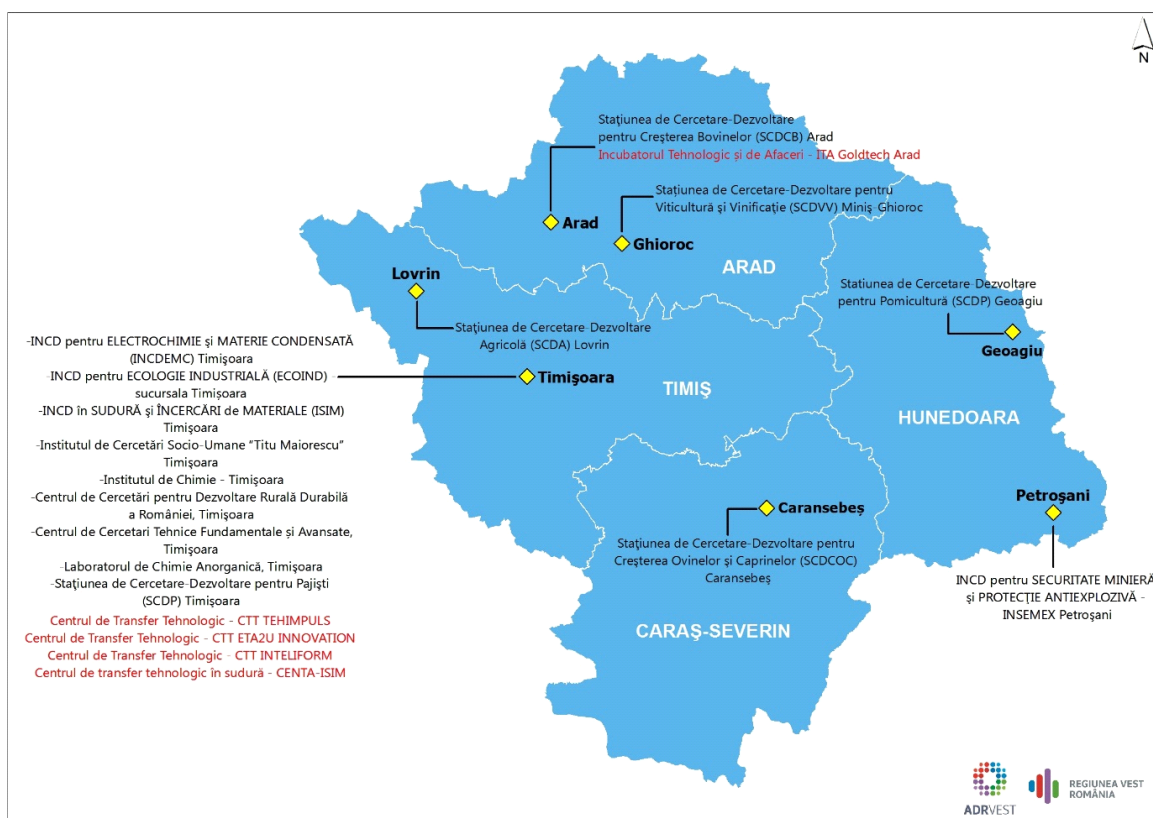 N
Staţiunea de Cercetare-Dezvoltare
pentru Creşterea Bovinelor (SCDCB) Arad
Incubatorul Tehnologic și de Afaceri - ITA Goldtech Arad
Stațiunea de Cercetare-Dezvoltare pentru
Viticultură şi Vinificaţie (SCDVV) Miniş-Ghioroc
Arad
Ghioroc
ARAD
Lovrin
Statiunea de Cercetare-Dezvoltare
pentru Pomicultură (SCDP) Geoagiu
Geoagiu
Staţiunea de Cercetare-Dezvoltare
Agricolă (SCDA) Lovrin
-INCD pentru ELECTROCHIMIE şi MATERIE CONDENSATĂ
(INCDEMC) Timişoara
-INCD pentru ECOLOGIE INDUSTRIALĂ (ECOIND) -
sucursala Timişoara
-INCD în SUDURĂ şi ÎNCERCĂRI de MATERIALE (ISIM)
Timişoara
-Institutul de Cercetări Socio-Umane "Titu Maiorescu"
Timişoara
-Institutul de Chimie - Timişoara
-Centrul de Cercetări pentru Dezvoltare Rurală Durabilă
a României, Timişoara
-Centrul de Cercetari Tehnice Fundamentale și Avansate,
Timişoara
-Laboratorul de Chimie Anorganică, Timişoara
-Staţiunea de Cercetare-Dezvoltare pentru Pajişti
(SCDP) Timişoara
Centrul de Transfer Tehnologic - CTT TEHIMPULS
Centrul de Transfer Tehnologic - CTT ETA2U INNOVATION
Centrul de Transfer Tehnologic - CTT INTELIFORM
Centrul de transfer tehnologic în sudură - CENTA-ISIM
Timişoara
TIMIŞ
HUNEDOARA
Petroşani
Caransebeș
Staţiunea de Cercetare-Dezvoltare pentru
Creşterea Ovinelor şi Caprinelor (SCDCOC)
Caransebeş
INCD pentru SECURITATE MINIERĂ
şi PROTECŢIE ANTIEXPLOZIVĂ -
INSEMEX Petroşani
CARAŞ-SEVERIN
ADRVEST
REGIUNEA VEST
ROMÂNIA